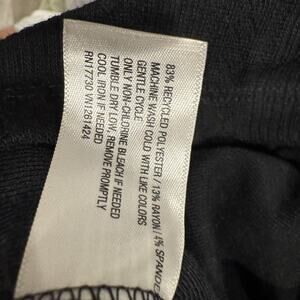 83% RECYCLED POLYESTER / 13% RAYON / 4% SPANDEX
MACHINE WASH COLD WITH LIKE COLORS
GENTLE CYCLE
ONLY NON-CHLORINE BLEACH IF NEEDED
TUMBLE DRY LOW, REMOVE PROMPTLY
COOL IRON IF NEEDED
RN17730 VN1261424